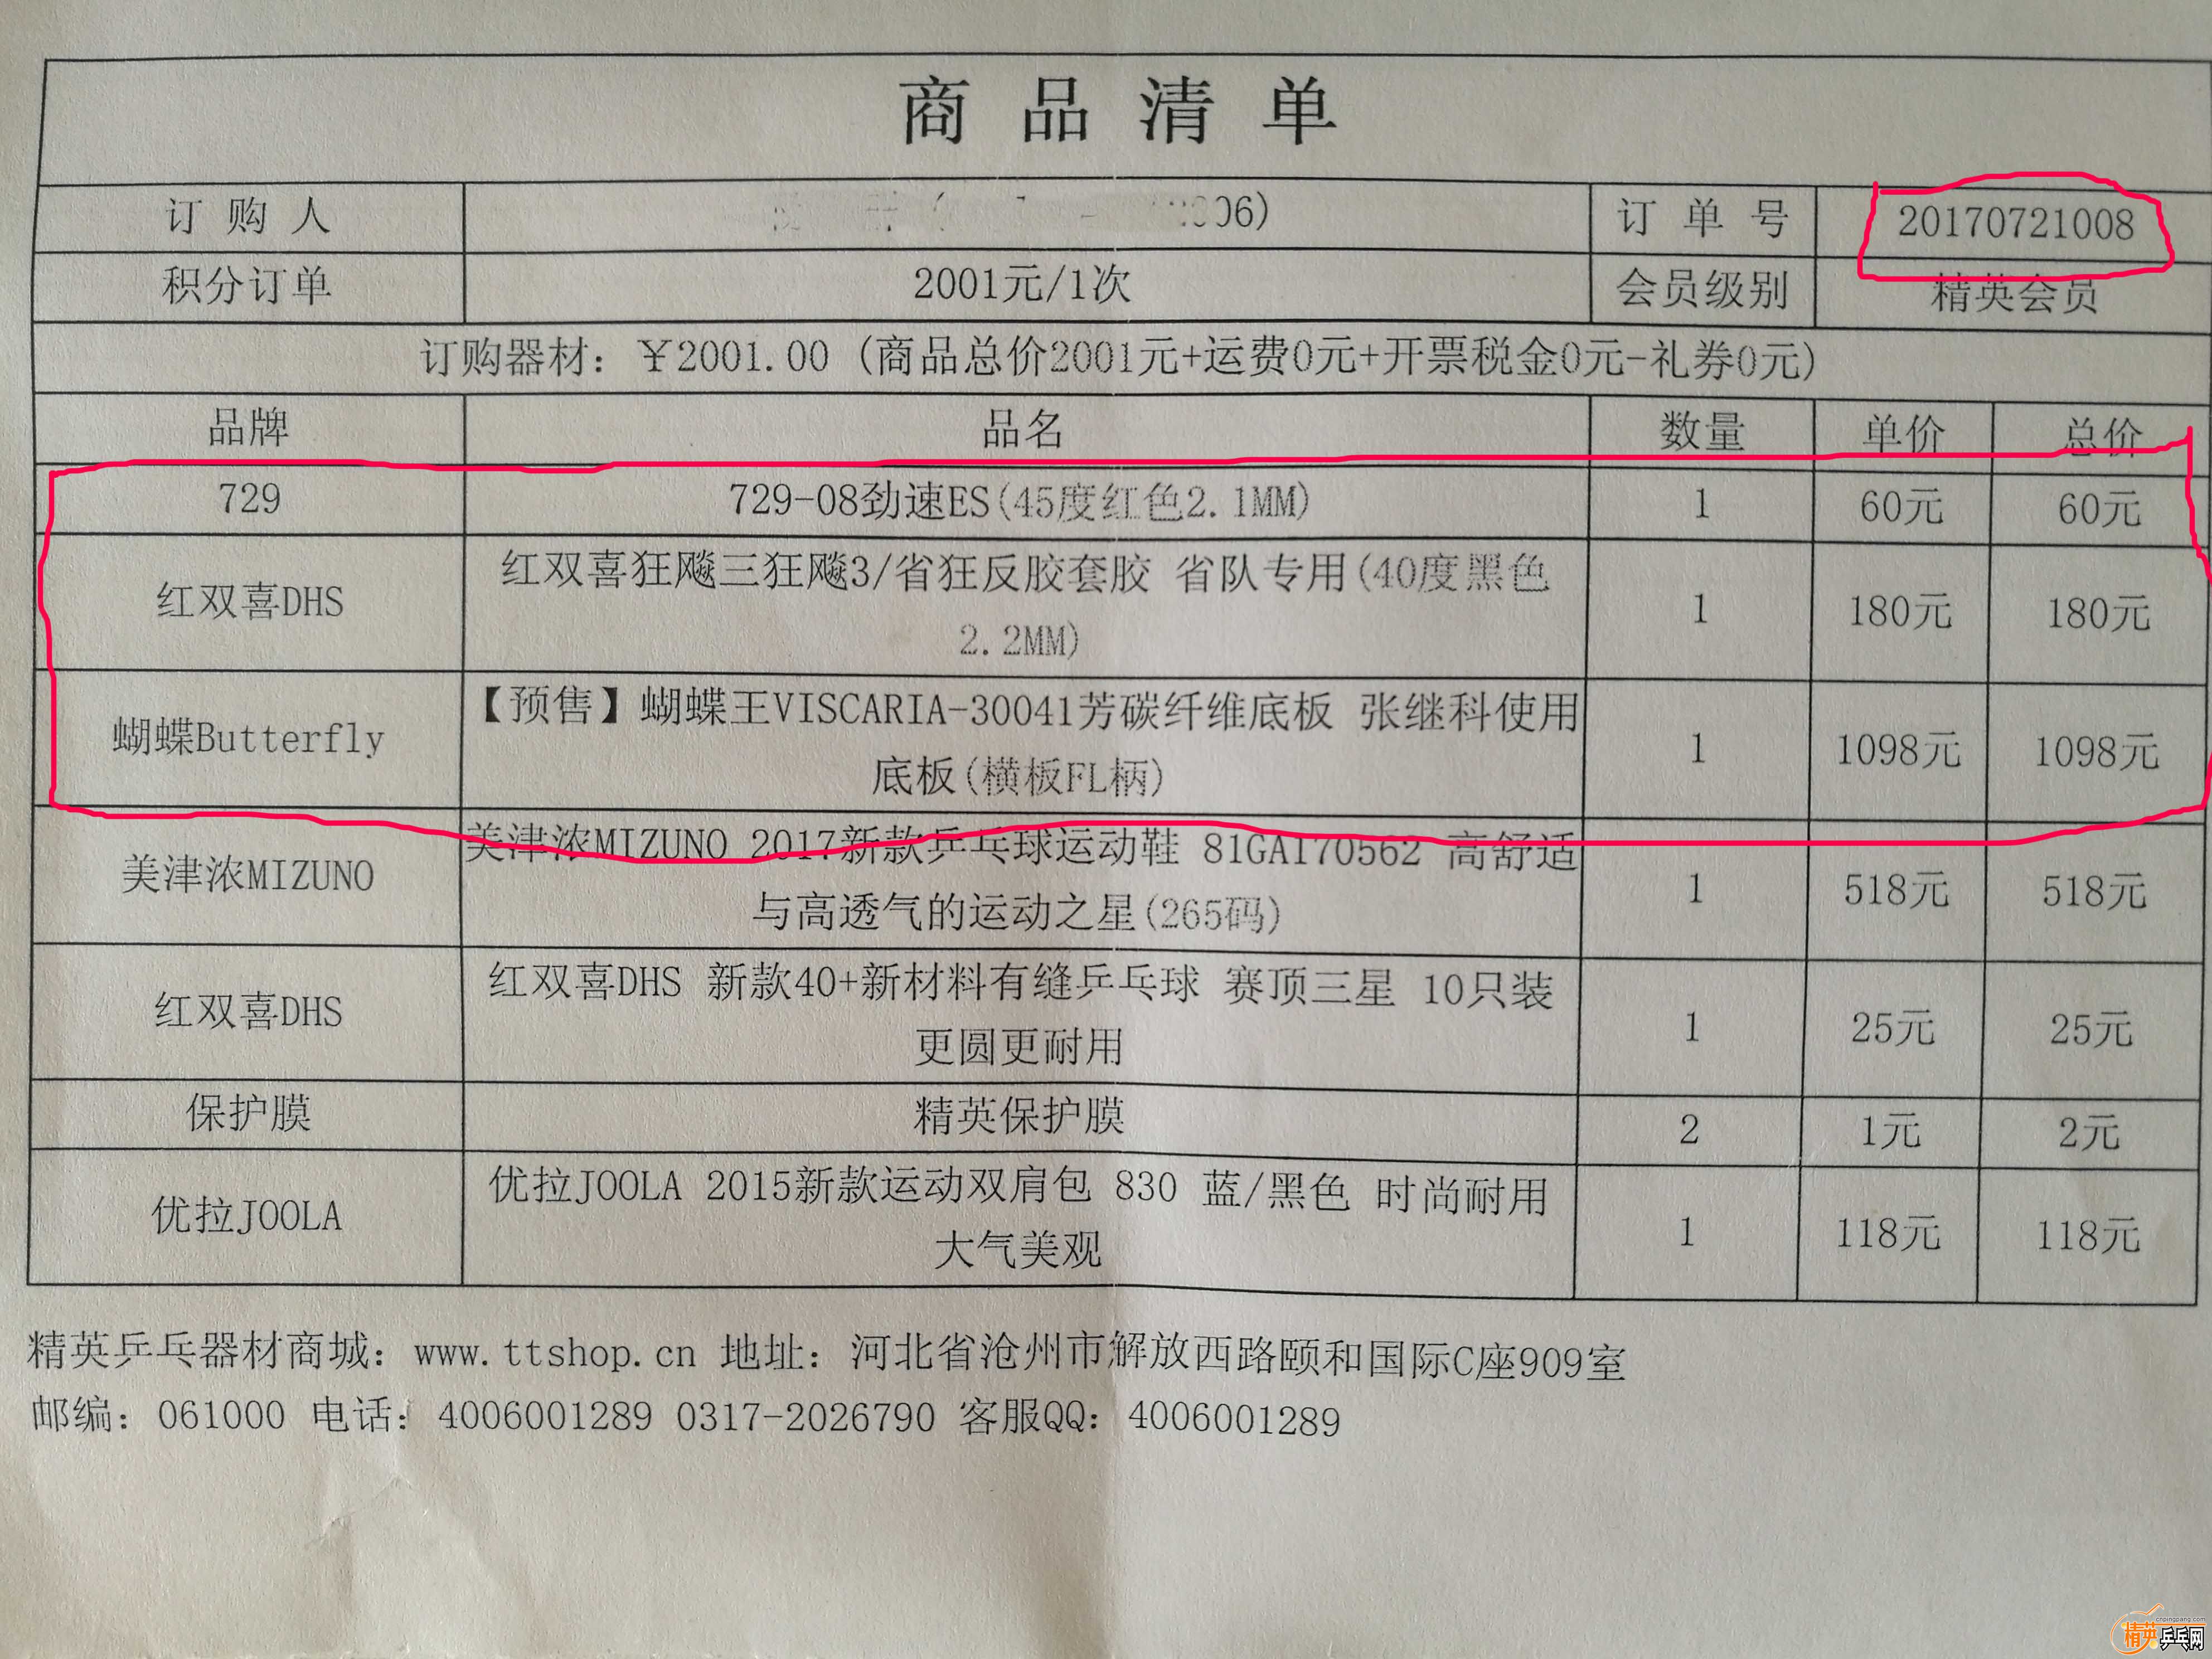 商品清单
订购人 006) 订单号 20170721008
积分订单 2001元/1次 会员级别 精英会员
订购器材：￥2001.00 (商品总价2001元+运费0元+开票税金0元-礼券0元)
品牌 品名 数量 单价 总价
729 729-08劲速ES(45度红色2.1MM) 1 60元 60元
红双喜DHS 红双喜狂飚三狂飚3/省狂反胶套胶 省队专用(40度黑色
2.2MM) 1 180元 180元
蝴蝶Butterfly 【预售】蝴蝶王VISCARIA-30041芳碳纤维底板 张继科使用
底板(横板FL柄) 1 1098元 1098元
美津浓MIZUNO 美津浓MIZUNO 2017新款乒乓球运动鞋 81GA170562 高舒适
与高透气的运动之星(265码) 1 518元 518元
红双喜DHS 红双喜DHS 新款40+新材料有缝乒乓球 赛顶三星 10只装
更圆更耐用 1 25元 25元
保护膜 精英保护膜 2 1元 2元
优拉JOOLA 优拉JOOLA 2015新款运动双肩包 830 蓝/黑色 时尚耐用
大气美观 1 118元 118元
精英乒乓器材商城：www.ttshop.cn 地址：河北省沧州市解放西路颐和国际C座909室
邮编：061000 电话：4006001289 0317-2026790 客服QQ：4006001289
cnpingpang.com
精英乒乓网